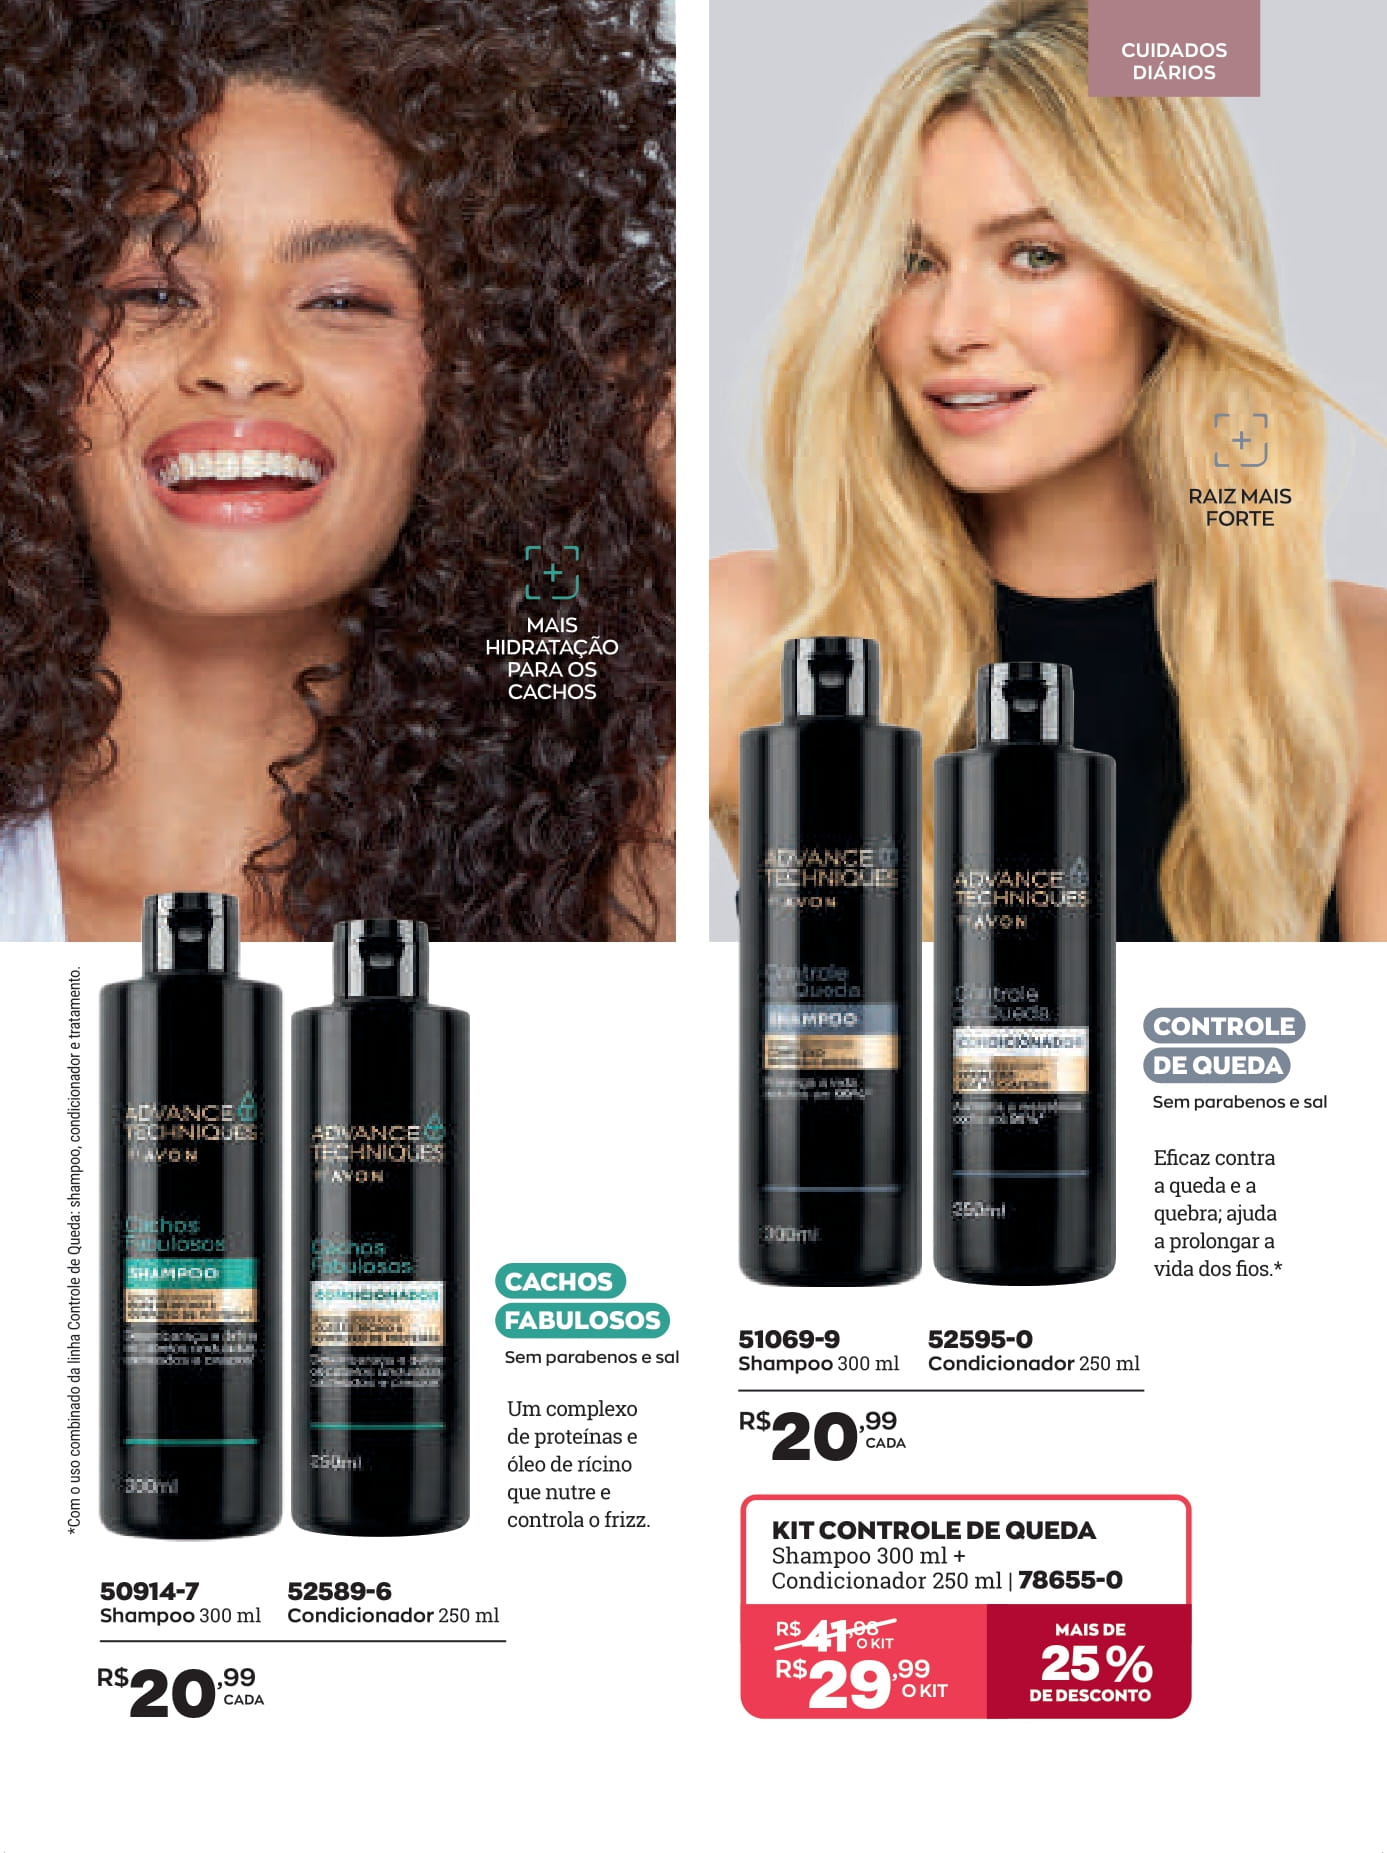 CUIDADOS
DIÁRIOS
RAIZ MAIS
FORTE
MAIS
HIDRATAÇÃO
PARA OS
CACHOS
ADVANCE
TECHNIQUES
BY AVON
Controle
de Queda
SHAMPOO
300ml
ADVANCE
TECHNIQUES
BY AVON
Controle
de Queda
CONDICIONADOR
250ml
CONTROLE
DE QUEDA
Sem parabenos e sal
Eficaz contra
a queda e a
quebra; ajuda
a prolongar a
vida dos fios.*
51069-9
Shampoo 300 ml
52595-0
Condicionador 250 ml
R$20,99
CADA
KIT CONTROLE DE QUEDA
Shampoo 300 ml +
Condicionador 250 ml | 78655-0
R$ 41,98
O KIT
R$29,99
O KIT
MAIS DE
25%
DE DESCONTO
*Com o uso combinado da linha Controle de Queda: shampoo, condicionador e tratamento.
ADVANCE
TECHNIQUES
BY AVON
Cachos
Fabulosos
SHAMPOO
300ml
ADVANCE
TECHNIQUES
BY AVON
Cachos
Fabulosos
CONDICIONADOR
250ml
CACHOS
FABULOSOS
Sem parabenos e sal
Um complexo
de proteínas e
óleo de rícino
que nutre e
controla o frizz.
50914-7
Shampoo 300 ml
52589-6
Condicionador 250 ml
R$20,99
CADA